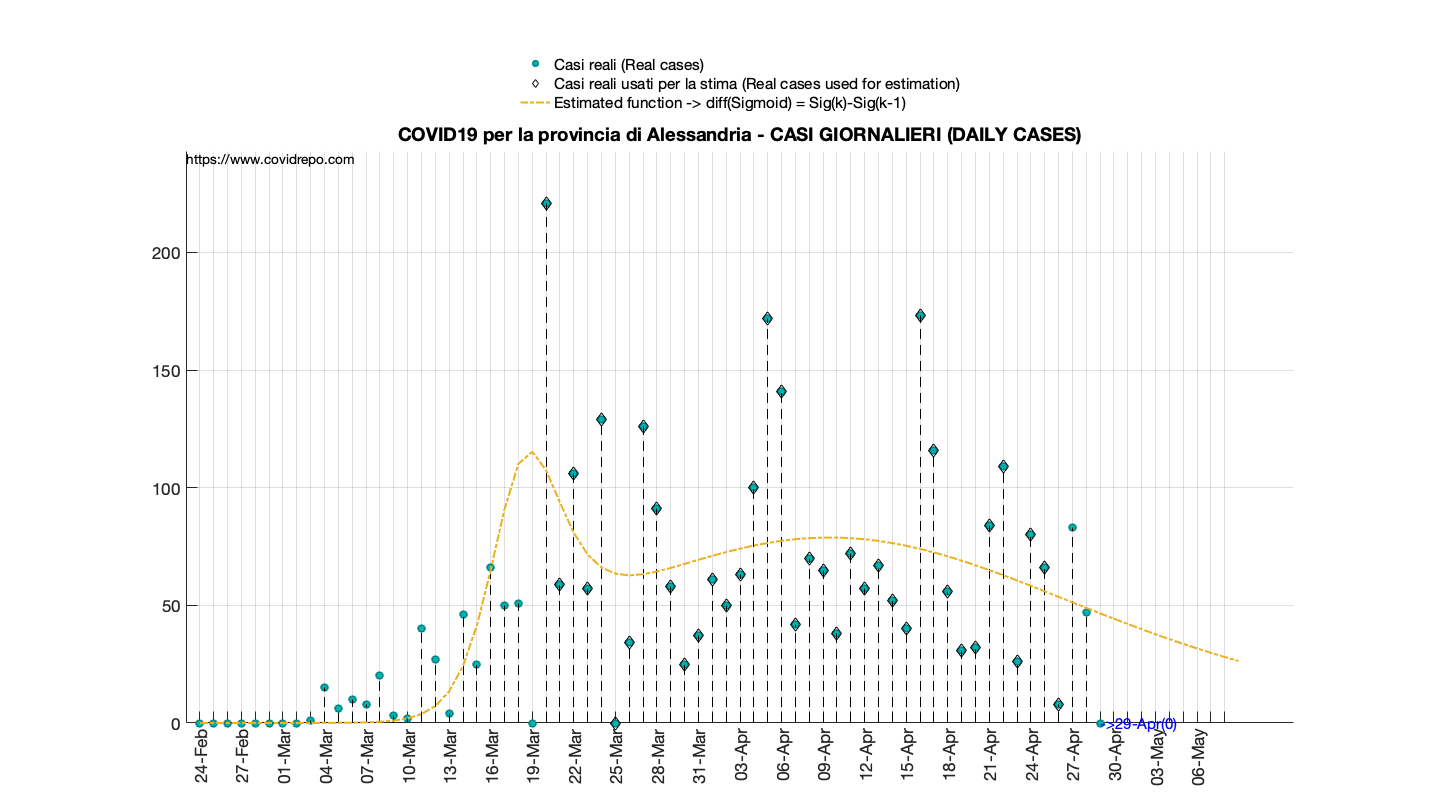 Casi reali (Real cases)
Casi reali usati per la stima (Real cases used for estimation)
Estimated function -> diff(Sigmoid) = Sig(k)-Sig(k-1)
COVID19 per la provincia di Alessandria - CASI GIORNALIERI (DAILY CASES)
https://www.covidrepo.com
200
150
100
50
0
->29-Apr(0)
24-Feb
27-Feb
01-Mar
04-Mar
07-Mar
10-Mar
13-Mar
16-Mar
19-Mar
22-Mar
25-Mar
28-Mar
31-Mar
03-Apr
06-Apr
09-Apr
12-Apr
15-Apr
18-Apr
21-Apr
24-Apr
27-Apr
30-Apr
03-May
06-May